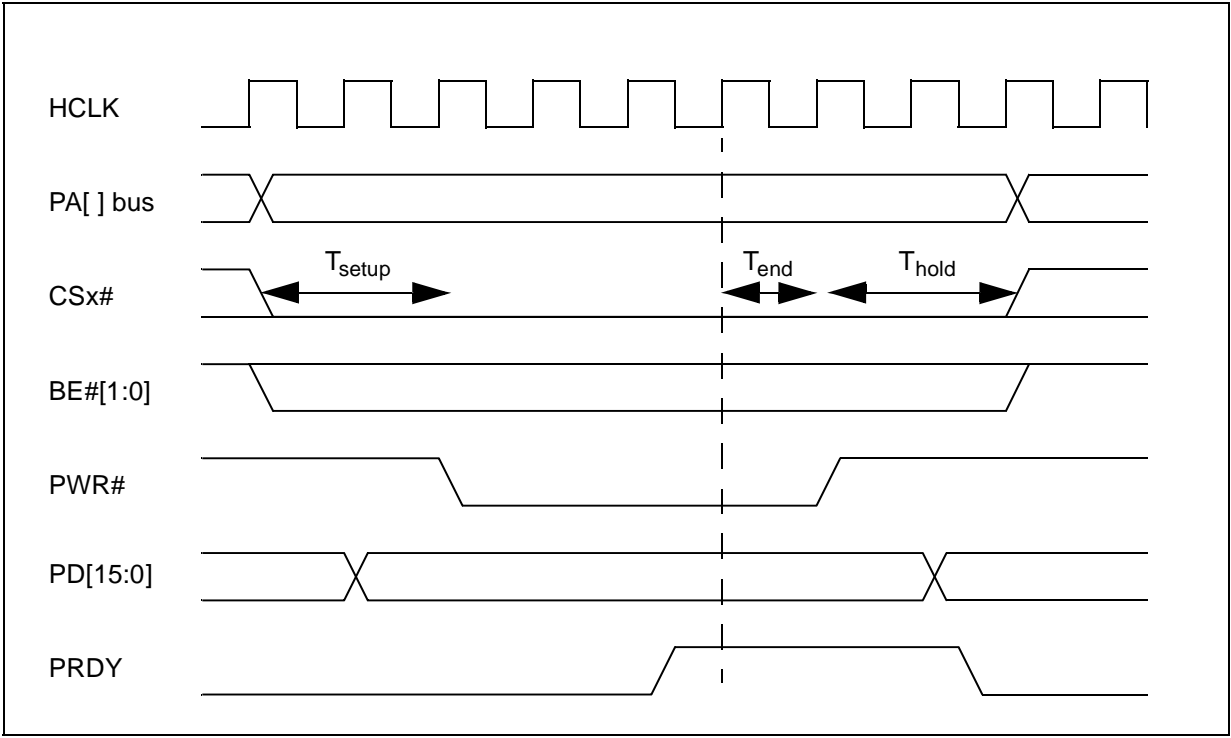 HCLK
PA[ ] bus
Tsetup
Tend
Thold
CSx#
BE#[1:0]
PWR#
PD[15:0]
PRDY